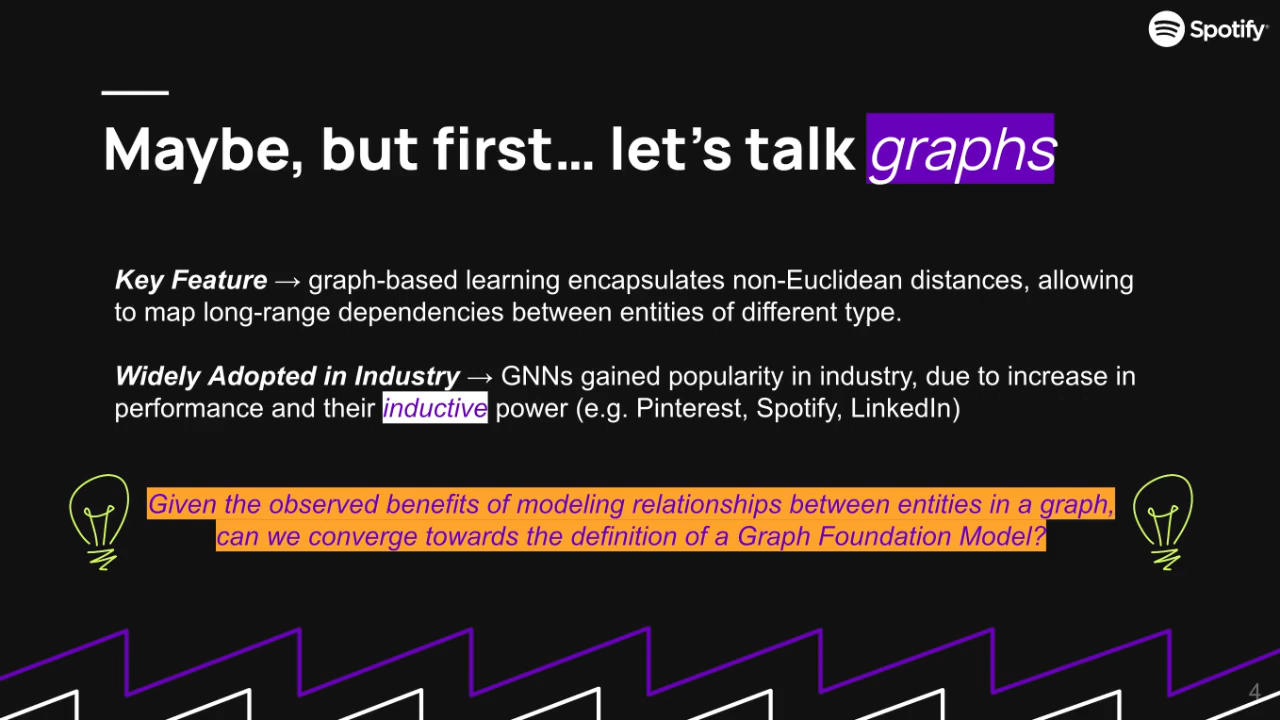 Spotify
Maybe, but first... let's talk graphs
Key Feature → graph-based learning encapsulates non-Euclidean distances, allowing
to map long-range dependencies between entities of different type.
Widely Adopted in Industry → GNNs gained popularity in industry, due to increase in
performance and their inductive power (e.g. Pinterest, Spotify, LinkedIn)
Given the observed benefits of modeling relationships between entities in a graph,
can we converge towards the definition of a Graph Foundation Model?
4